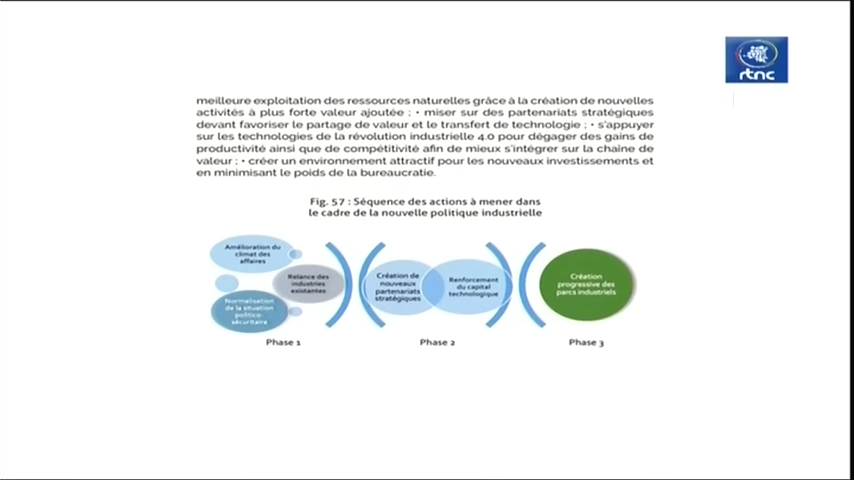 rtnc
meilleure exploitation des ressources naturelles grâce à la création de nouvelles
activités à plus forte valeur ajoutée ; • miser sur des partenariats stratégiques
devant favoriser le partage de valeur et le transfert de technologie ; • s'appuyer
sur les technologies de la révolution industrielle 4.0 pour dégager des gains de
productivité ainsi que de compétitivité afin de mieux s'intégrer sur la chaîne de
valeur ; • créer un environnement attractif pour les nouveaux investissements et
en minimisant le poids de la bureaucratie.
Fig. 57 : Séquence des actions à mener dans
le cadre de la nouvelle politique industrielle
Amélioration du
climat des
affaires
Relance des
industries
existantes
Normalisation
de la situation
politico-
sécuritaire
Phase 1
Création de
nouveaux
partenariats
stratégiques
Renforcement
du capital
technologique
Phase 2
Création
progressive des
parcs industriels
Phase 3